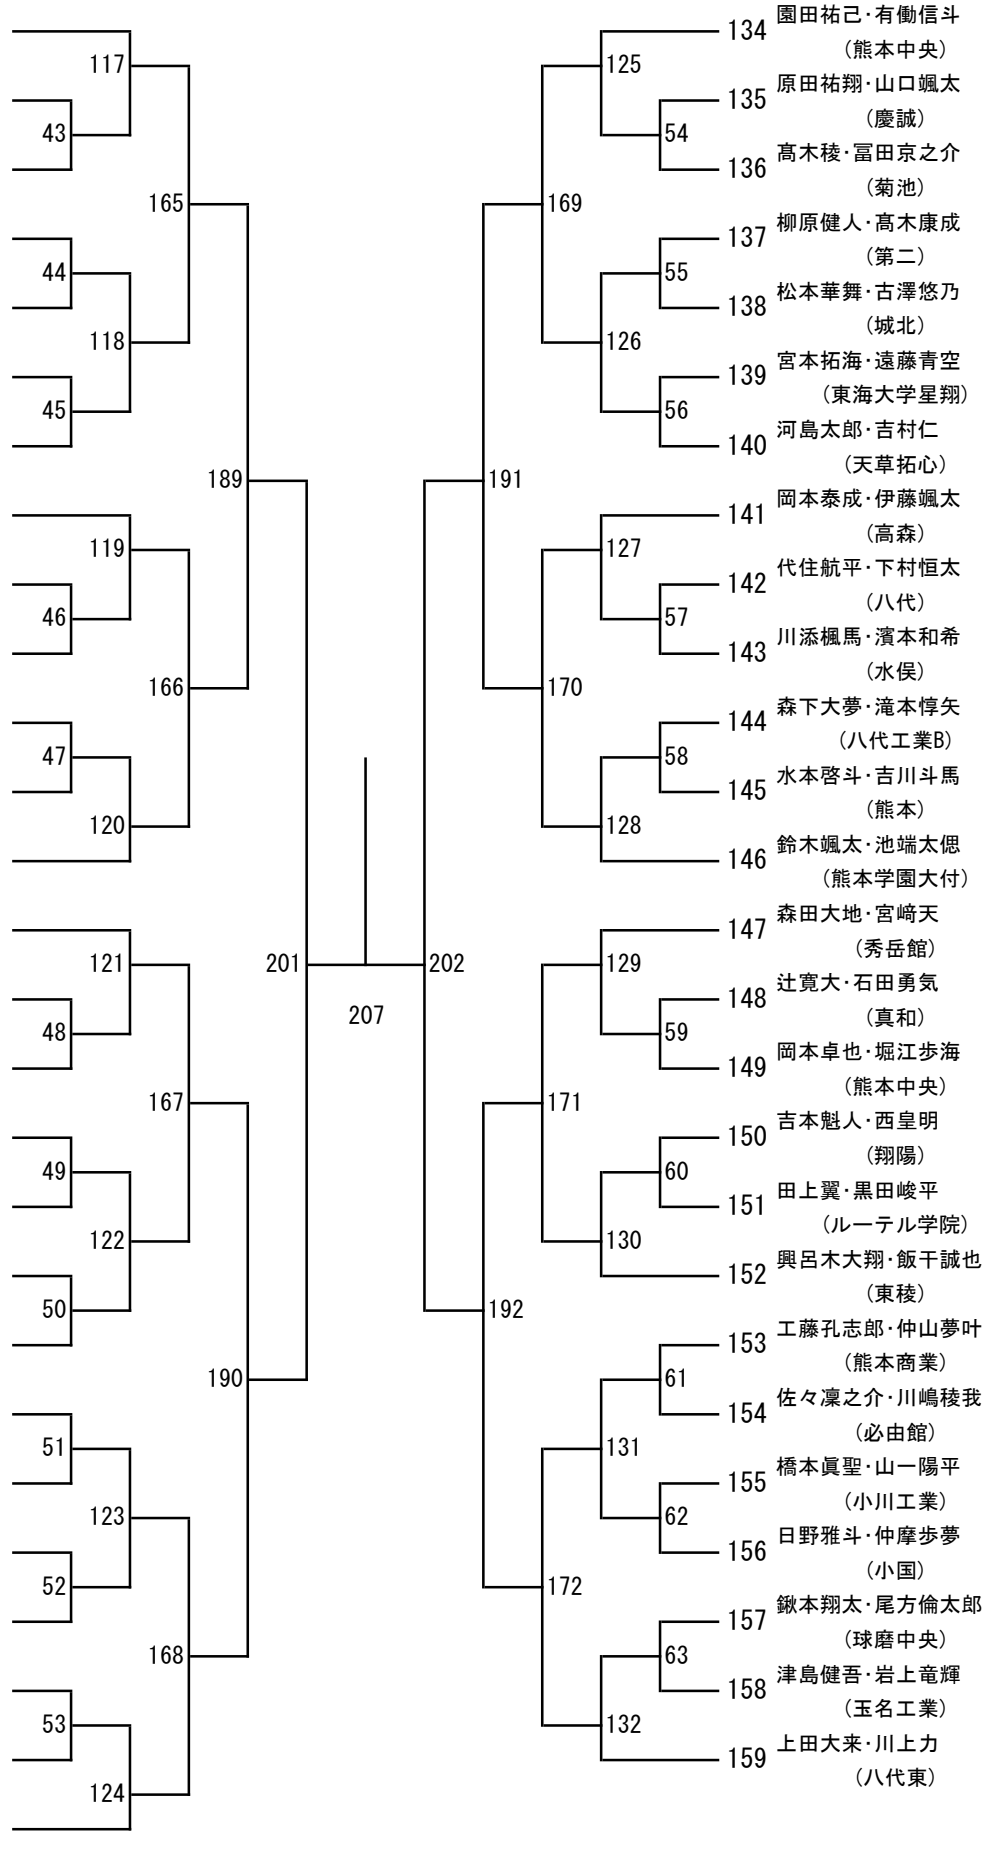 134 園田祐己・有働信斗
(熊本中央)
135 原田祐翔・山口颯太
(慶誠)
136 髙木稜・冨田京之介
(菊池)
137 柳原健人・髙木康成
(第二)
138 松本華舞・古澤悠乃
(城北)
139 宮本拓海・遠藤青空
(東海大学星翔)
140 河島太郎・吉村仁
(天草拓心)
141 岡本泰成・伊藤颯太
(高森)
142 代住航平・下村恒太
(八代)
143 川添楓馬・濱本和希
(水俣)
144 森下大夢・滝本惇矢
(八代工業B)
145 水本啓斗・吉川斗馬
(熊本)
146 鈴木颯太・池端太偲
(熊本学園大付)
147 森田大地・宮﨑天
(秀岳館)
148 辻寛大・石田勇気
(真和)
149 岡本卓也・堀江歩海
(熊本中央)
150 吉本魁人・西皇明
(翔陽)
151 田上翼・黒田峻平
(ルーテル学院)
152 興呂木大翔・飯干誠也
(東稜)
153 工藤孔志郎・仲山夢叶
(熊本商業)
154 佐々凜之介・川嶋稜我
(必由館)
155 橋本眞聖・山一陽平
(小川工業)
156 日野雅斗・仲摩歩夢
(小国)
157 鍬本翔太・尾方倫太郎
(球磨中央)
158 津島健吾・岩上竜輝
(玉名工業)
159 上田大来・川上力
(八代東)
117
43
165
44
118
45
189
119
46
166
47
120
201
121
48
167
49
122
50
190
51
123
52
168
53
124
207
125
54
169
55
126
56
191
127
57
170
58
128
202
129
59
171
60
130
192
61
131
62
172
63
132